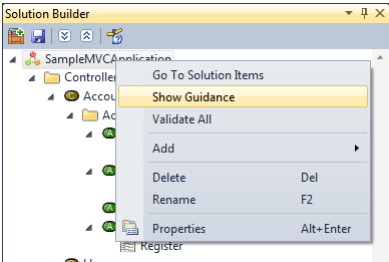 Solution Builder
SampleMVCApplication
Controller
Go To Solution Items
Accou
Show Guidance
Ac
Validate All
Add
Delete Del
Rename F2
Properties Alt+Enter
Register